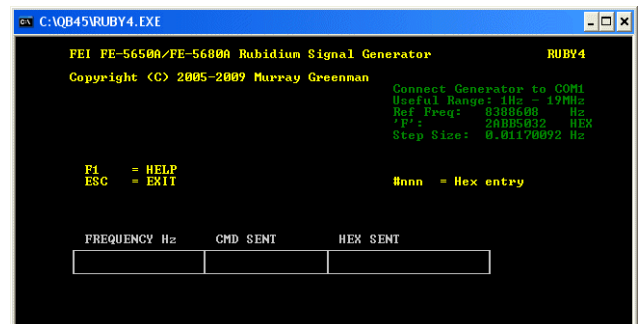 C:\QB45\RUBY4.EXE
FEI FE-5650A/FE-5680A Rubidium Signal Generator RUBY4
Copyright (C) 2005-2009 Murray Greenman
Connect Generator to COM1
Useful Range: 1Hz - 19MHz
Ref Freq: 8388608 Hz
'F': 2ABB5032 HEX
Step Size: 0.01170092 Hz
F1 = HELP
ESC = EXIT #nnn = Hex entry
FREQUENCY Hz CMD SENT HEX SENT